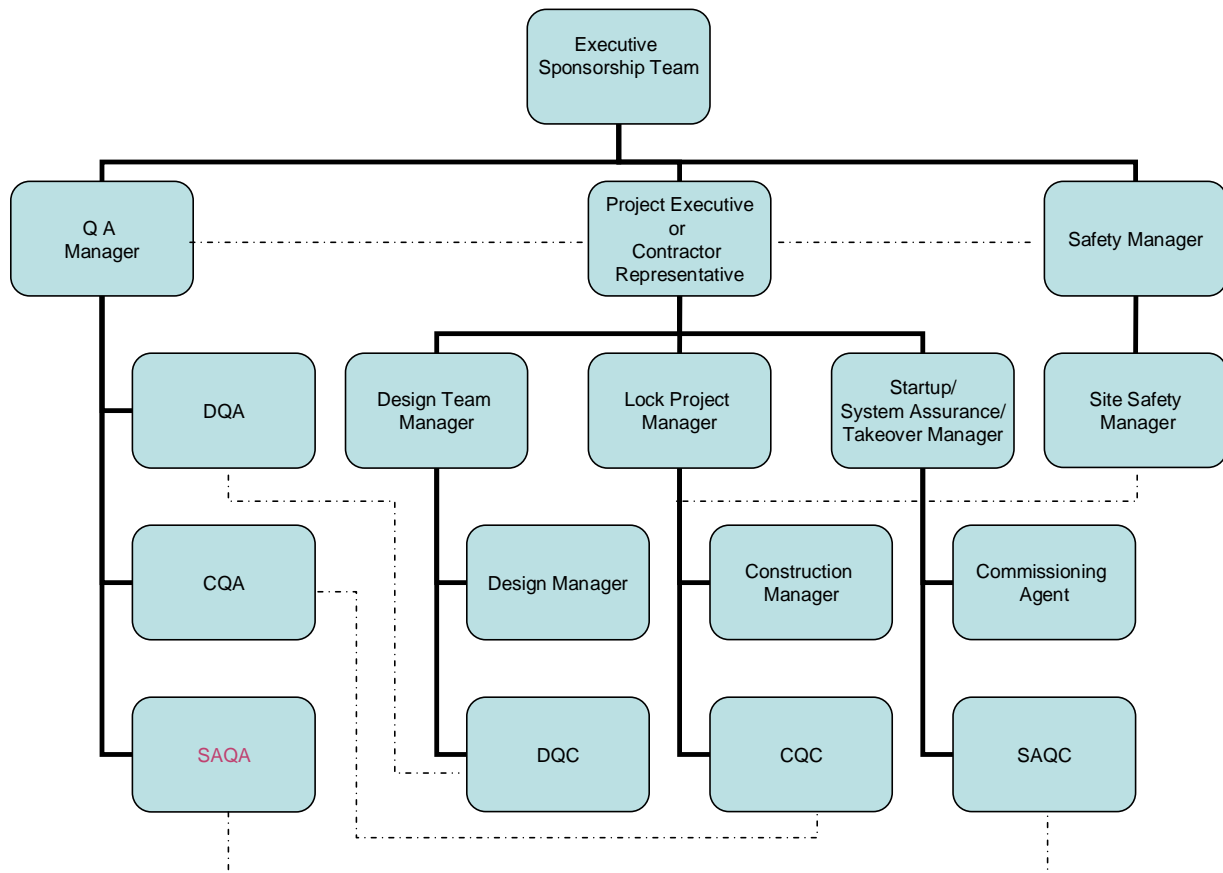 Executive
Sponsorship Team
Q A
Manager
Project Executive
or
Contractor
Representative
Safety Manager
DQA
Design Team
Manager
Lock Project
Manager
Startup/
System Assurance/
Takeover Manager
Site Safety
Manager
CQA
Design Manager
Construction
Manager
Commissioning
Agent
SAQA
DQC
CQC
SAQC